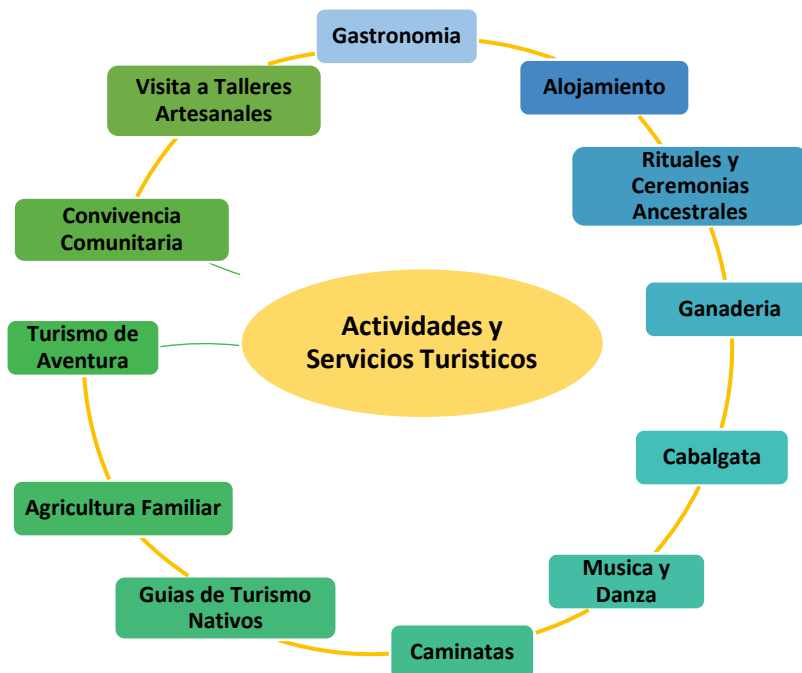 Gastronomia
Alojamiento
Rituales y
Ceremonias
Ancestrales
Ganaderia
Cabalgata
Musica y
Danza
Caminatas
Guias de Turismo
Nativos
Agricultura Familiar
Turismo de
Aventura
Convivencia
Comunitaria
Visita a Talleres
Artesanales
Actividades y
Servicios Turisticos